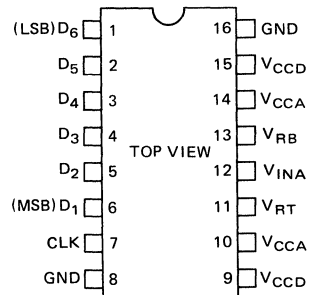 (LSB) D6 1 16 GND
D5 2 15 VCCD
D4 3 14 VCCA
D3 4 13 VRB
TOP VIEW
D2 5 12 VINA
(MSB) D1 6 11 VRT
CLK 7 10 VCCA
GND 8 9 VCCD